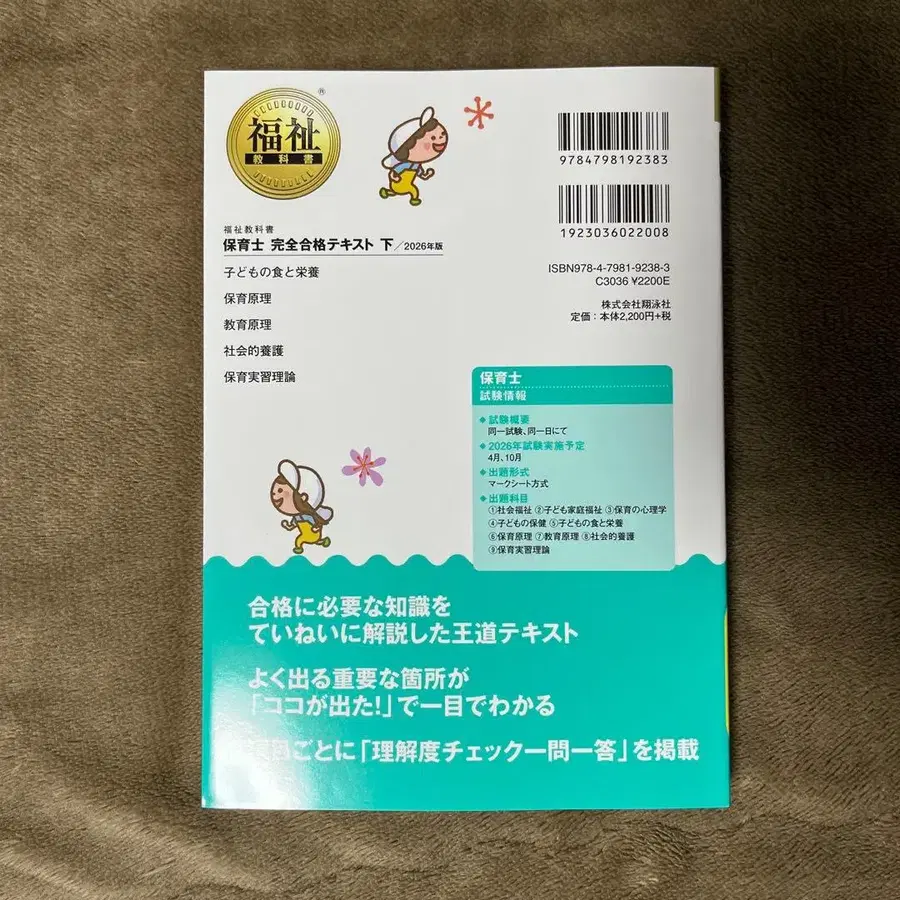 福祉
教科書
®
福祉教科書
保育士 完全合格テキスト 下／2026年版
子どもの食と栄養
保育原理
教育原理
社会的養護
保育実習理論
9784798192383
1923036022008
ISBN978-4-7981-9238-3
C3036 ¥2200E
株式会社翔泳社
定価：本体2,200円+税
保育士
試験情報
◆試験概要
同一試験、同一日にて
◆2026年試験実施予定
4月、10月
◆出題形式
マークシート方式
◆出題科目
①社会福祉 ②子ども家庭福祉 ③保育の心理学
④子どもの保健 ⑤子どもの食と栄養
⑥保育原理 ⑦教育原理 ⑧社会的養護
⑨保育実習理論
合格に必要な知識を
ていねいに解説した王道テキスト
よく出る重要な箇所が
「ココが出た！」で一目でわかる
ごとに「理解度チェック一問一答」を掲載